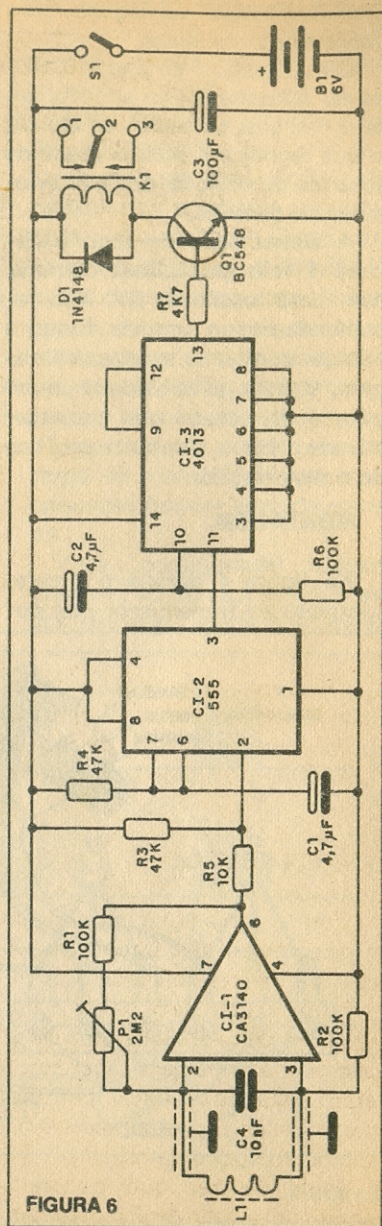 L1
C4
10nF
2
3
CI-1
CA3140
7
4
6
P1
2M2
R1
100K
R2
100K
R3
47K
R5
10K
R4
47K
C1
4,7µF
CI-2
555
8
4
7
6
2
3
1
C2
4,7µF
R6
100K
CI-3
4013
14
9
12
10
11
13
3
4
5
6
7
8
R7
4K7
D1
1N4148
K1
1
2
3
Q1
BC548
C3
100µF
S1
+
B1
6V
FIGURA 6